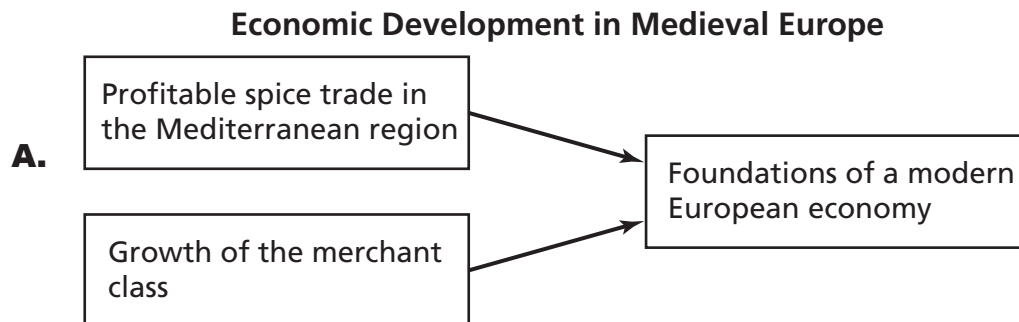 Economic Development in Medieval Europe
A.
Profitable spice trade in
the Mediterranean region
Growth of the merchant
class
Foundations of a modern
European economy